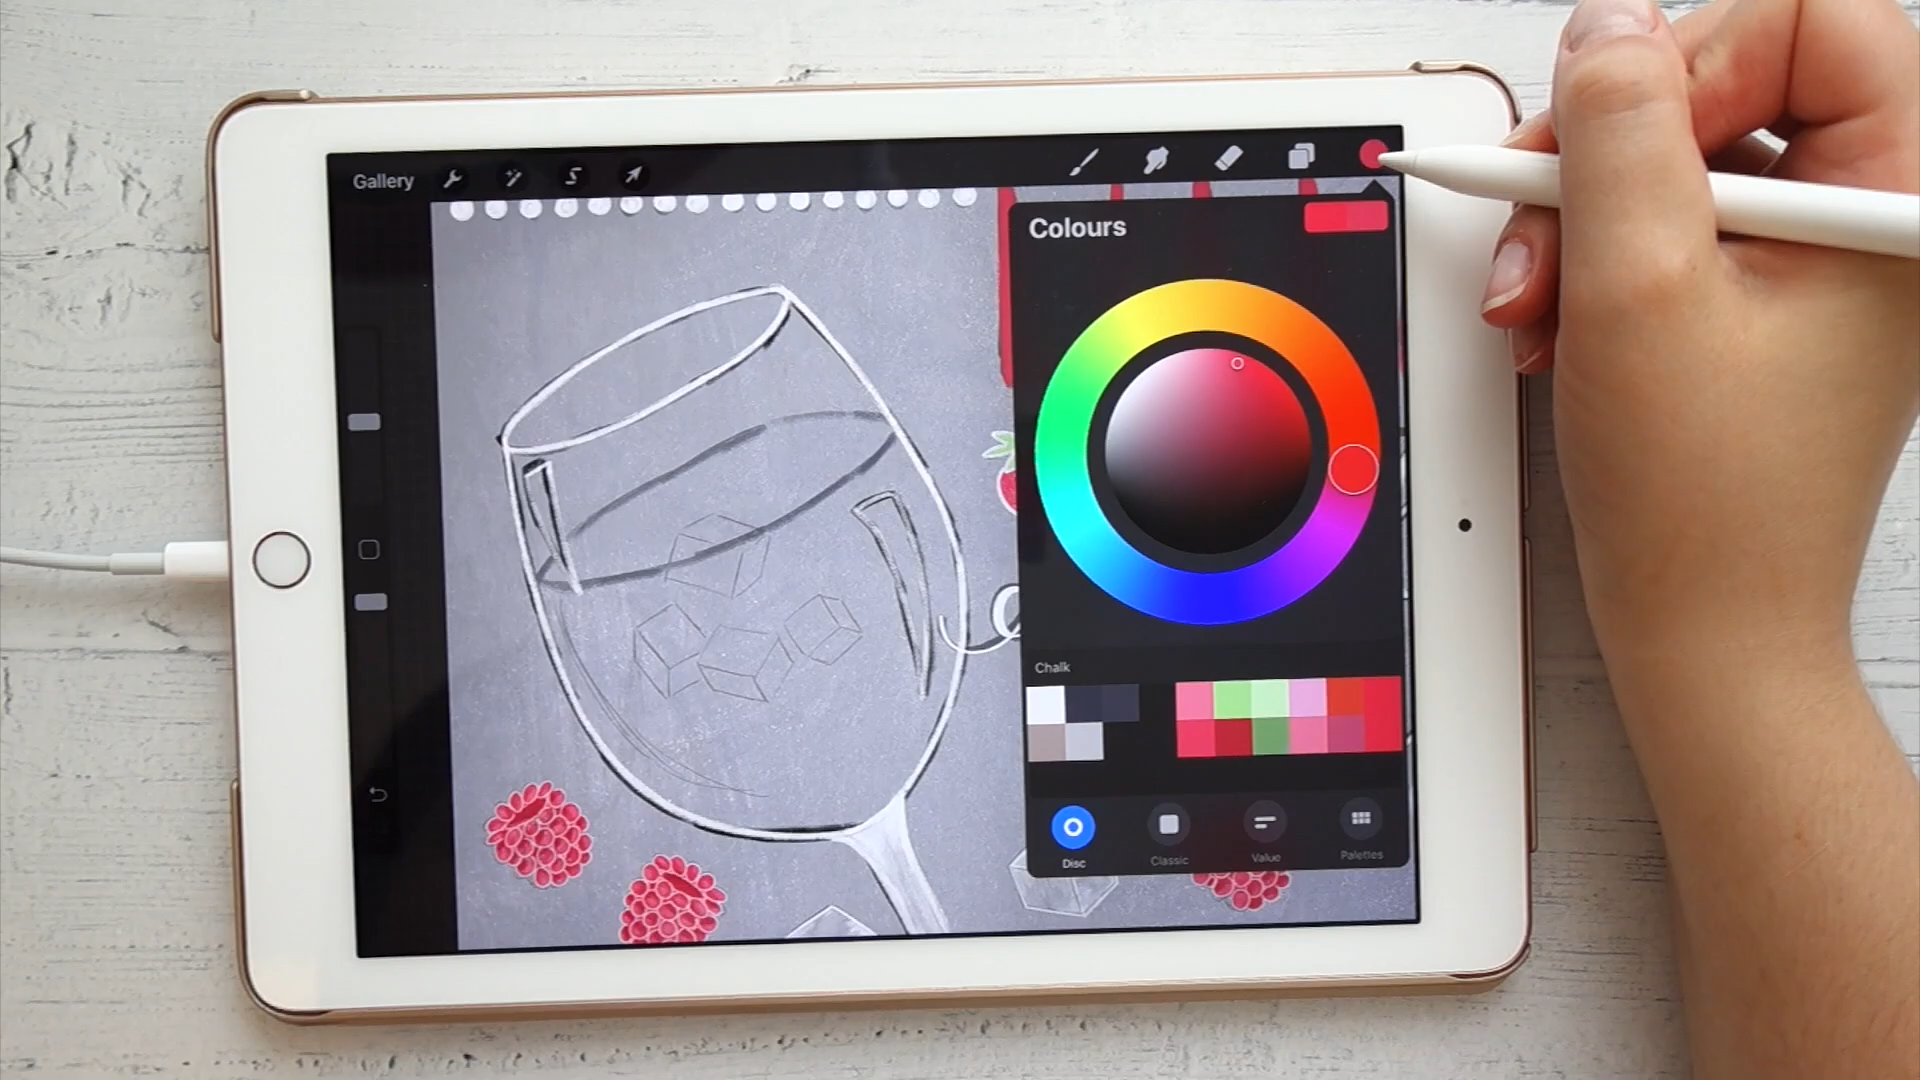 Gallery
Colours
Chalk
Disc
Classic
Value
Palettes